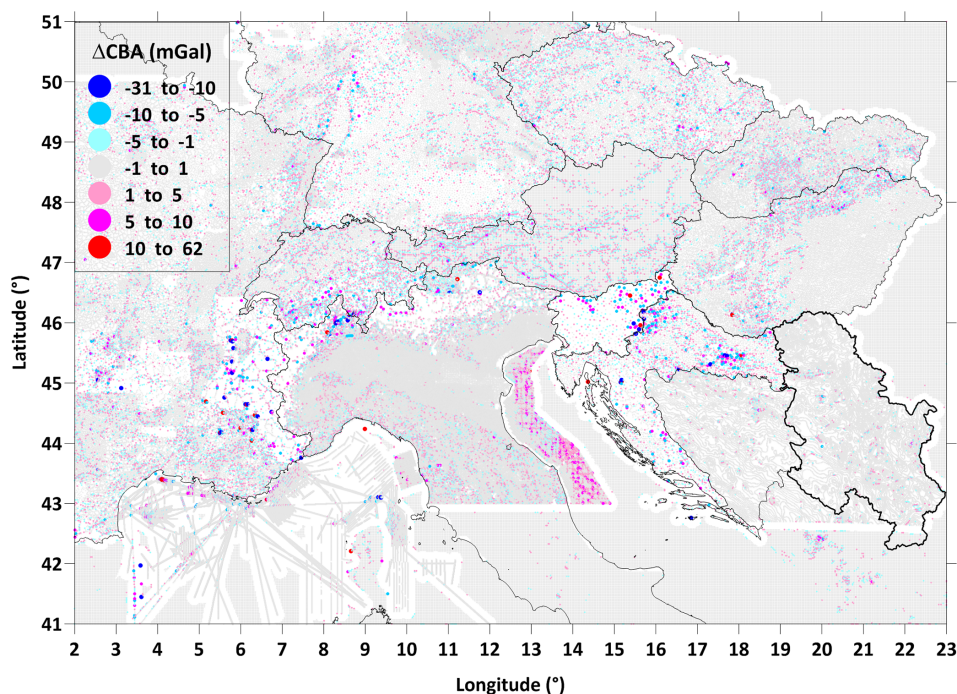 ΔCBA (mGal)
-31 to -10
-10 to -5
-5 to -1
-1 to 1
1 to 5
5 to 10
10 to 62
Latitude (°)
51
50
49
48
47
46
45
44
43
42
41
2 3 4 5 6 7 8 9 10 11 12 13 14 15 16 17 18 19 20 21 22 23
Longitude (°)